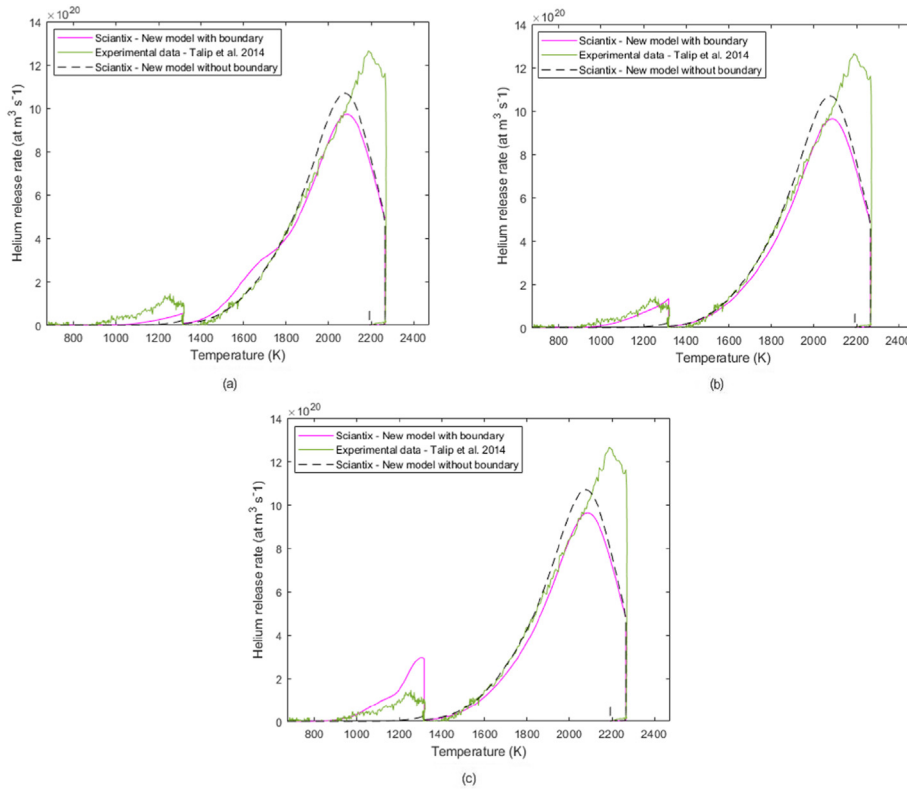 ×10^20
14
12
10
8
6
4
2
0
Helium release rate (at m^3 s^-1)
Sciantix - New model with boundary
Experimental data - Talip et al. 2014
Sciantix - New model without boundary
800 1000 1200 1400 1600 1800 2000 2200 2400
Temperature (K)
(a)
×10^20
14
12
10
8
6
4
2
0
Helium release rate (at m^3 s^-1)
Sciantix - New model with boundary
Experimental data - Talip et al. 2014
Sciantix - New model without boundary
800 1000 1200 1400 1600 1800 2000 2200 2400
Temperature (K)
(b)
×10^20
14
12
10
8
6
4
2
0
Helium release rate (at m^3 s^-1)
Sciantix - New model with boundary
Experimental data - Talip et al. 2014
Sciantix - New model without boundary
800 1000 1200 1400 1600 1800 2000 2200 2400
Temperature (K)
(c)